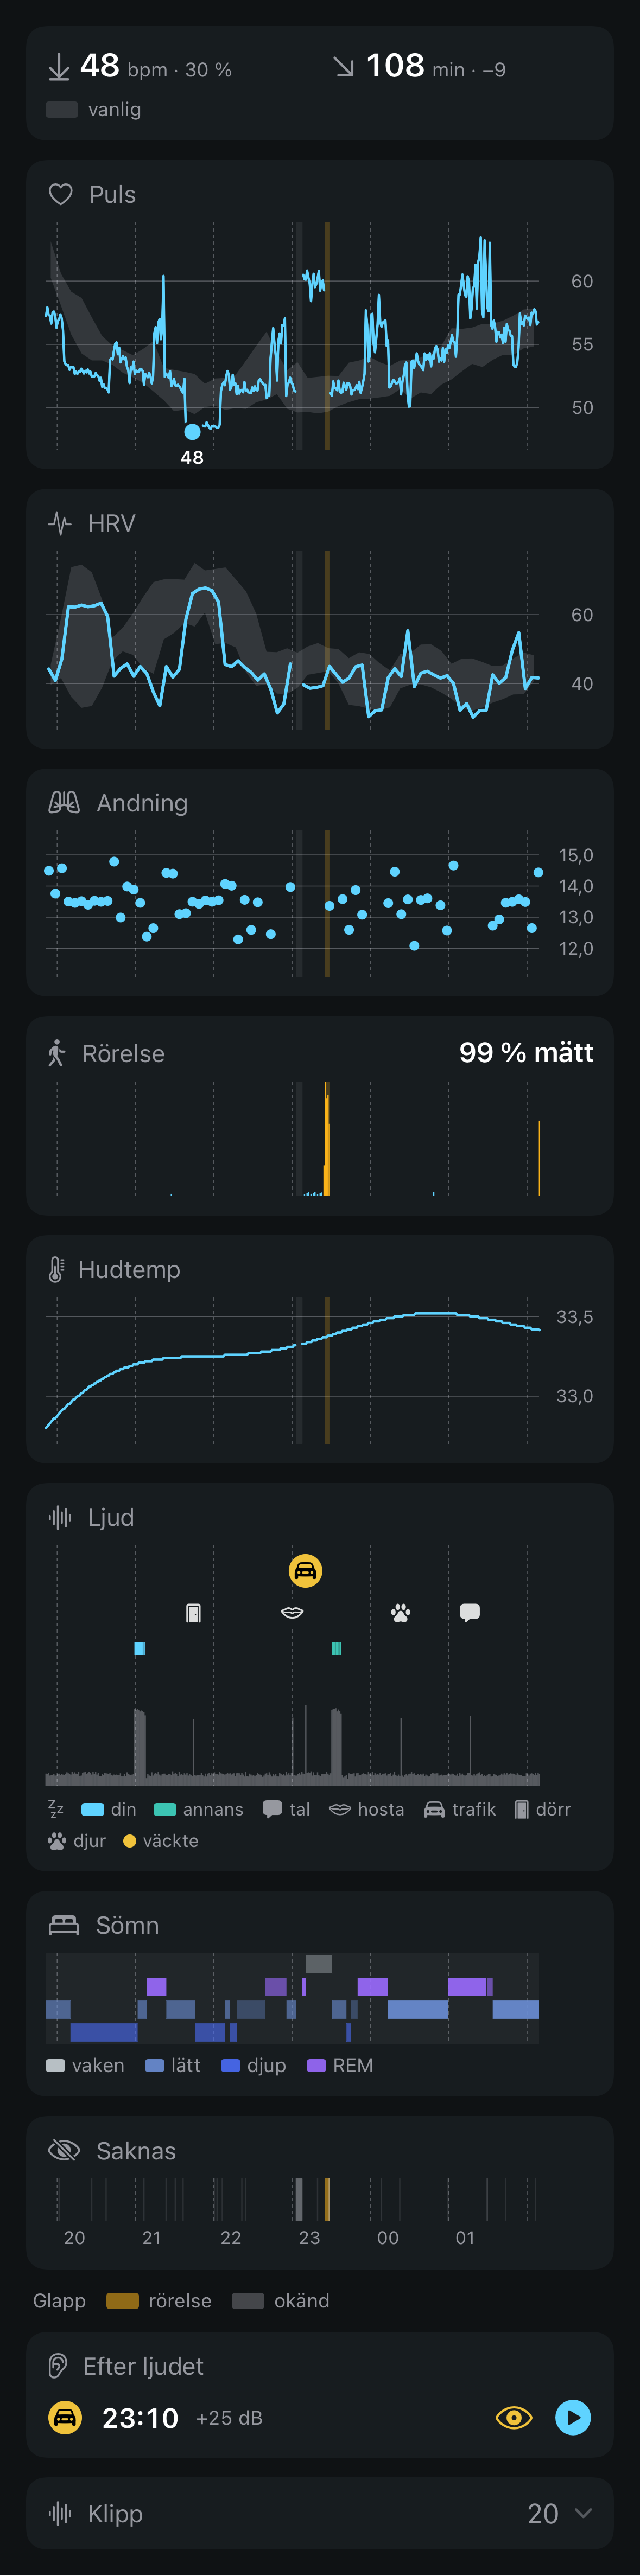 48 bpm · 30 %
108 min · −9
vanlig
Puls
60
55
50
48
HRV
60
40
Andning
15,0
14,0
13,0
12,0
Rörelse
99 % mätt
Hudtemp
33,5
33,0
Ljud
Zzz din annans tal hosta trafik dörr
djur väckte
Sömn
vaken lätt djup REM
Saknas
20 21 22 23 00 01
Glapp rörelse okänd
Efter ljudet
23:10 +25 dB
Klipp 20